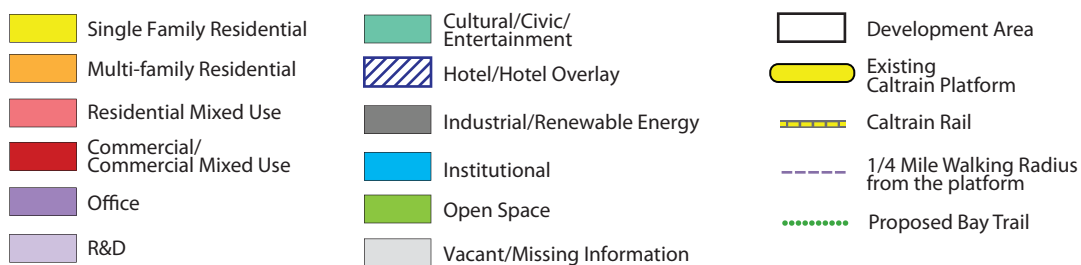 Single Family Residential
Multi-family Residential
Residential Mixed Use
Commercial/
Commercial Mixed Use
Office
R&D
Cultural/Civic/
Entertainment
Hotel/Hotel Overlay
Industrial/Renewable Energy
Institutional
Open Space
Vacant/Missing Information
Development Area
Existing
Caltrain Platform
Caltrain Rail
1/4 Mile Walking Radius
from the platform
Proposed Bay Trail